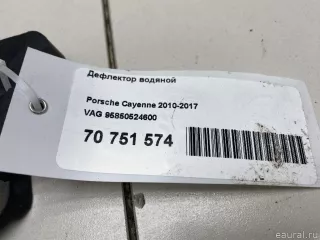 Дефлектор водяной
Porsche Cayenne 2010-2017
VAG 95850524600
70 751 574
eaural.ru